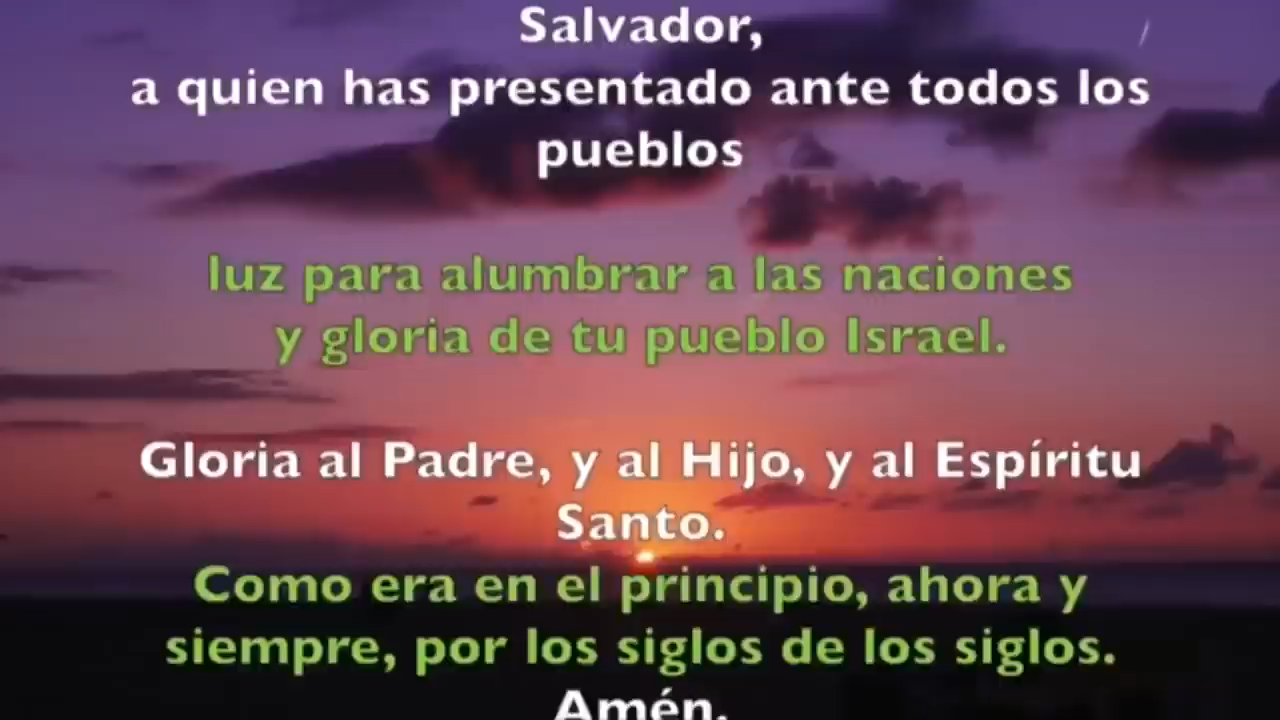 Salvador,
a quien has presentado ante todos los
pueblos
luz para alumbrar a las naciones
y gloria de tu pueblo Israel.
Gloria al Padre, y al Hijo, y al Espíritu
Santo.
Como era en el principio, ahora y
siempre, por los siglos de los siglos.
Amén.